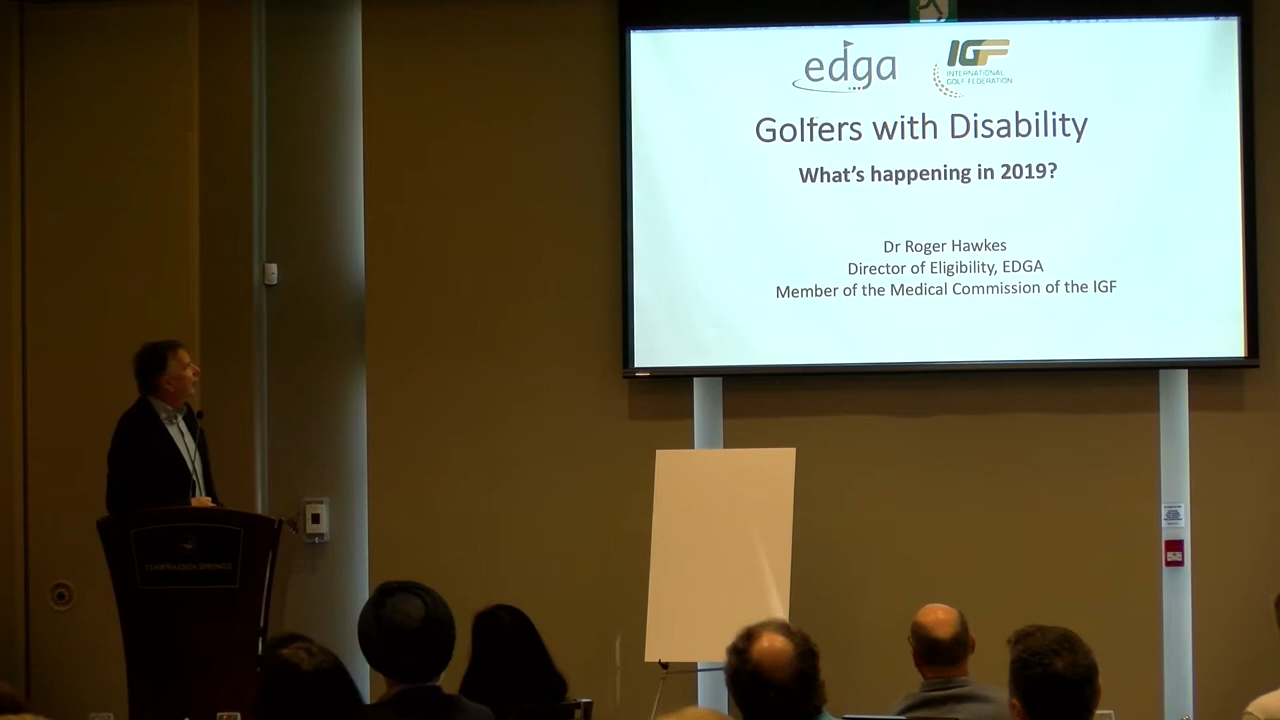 edga
IGF
INTERNATIONAL
GOLF FEDERATION
Golfers with Disability
What's happening in 2019?
Dr Roger Hawkes
Director of Eligibility, EDGA
Member of the Medical Commission of the IGF